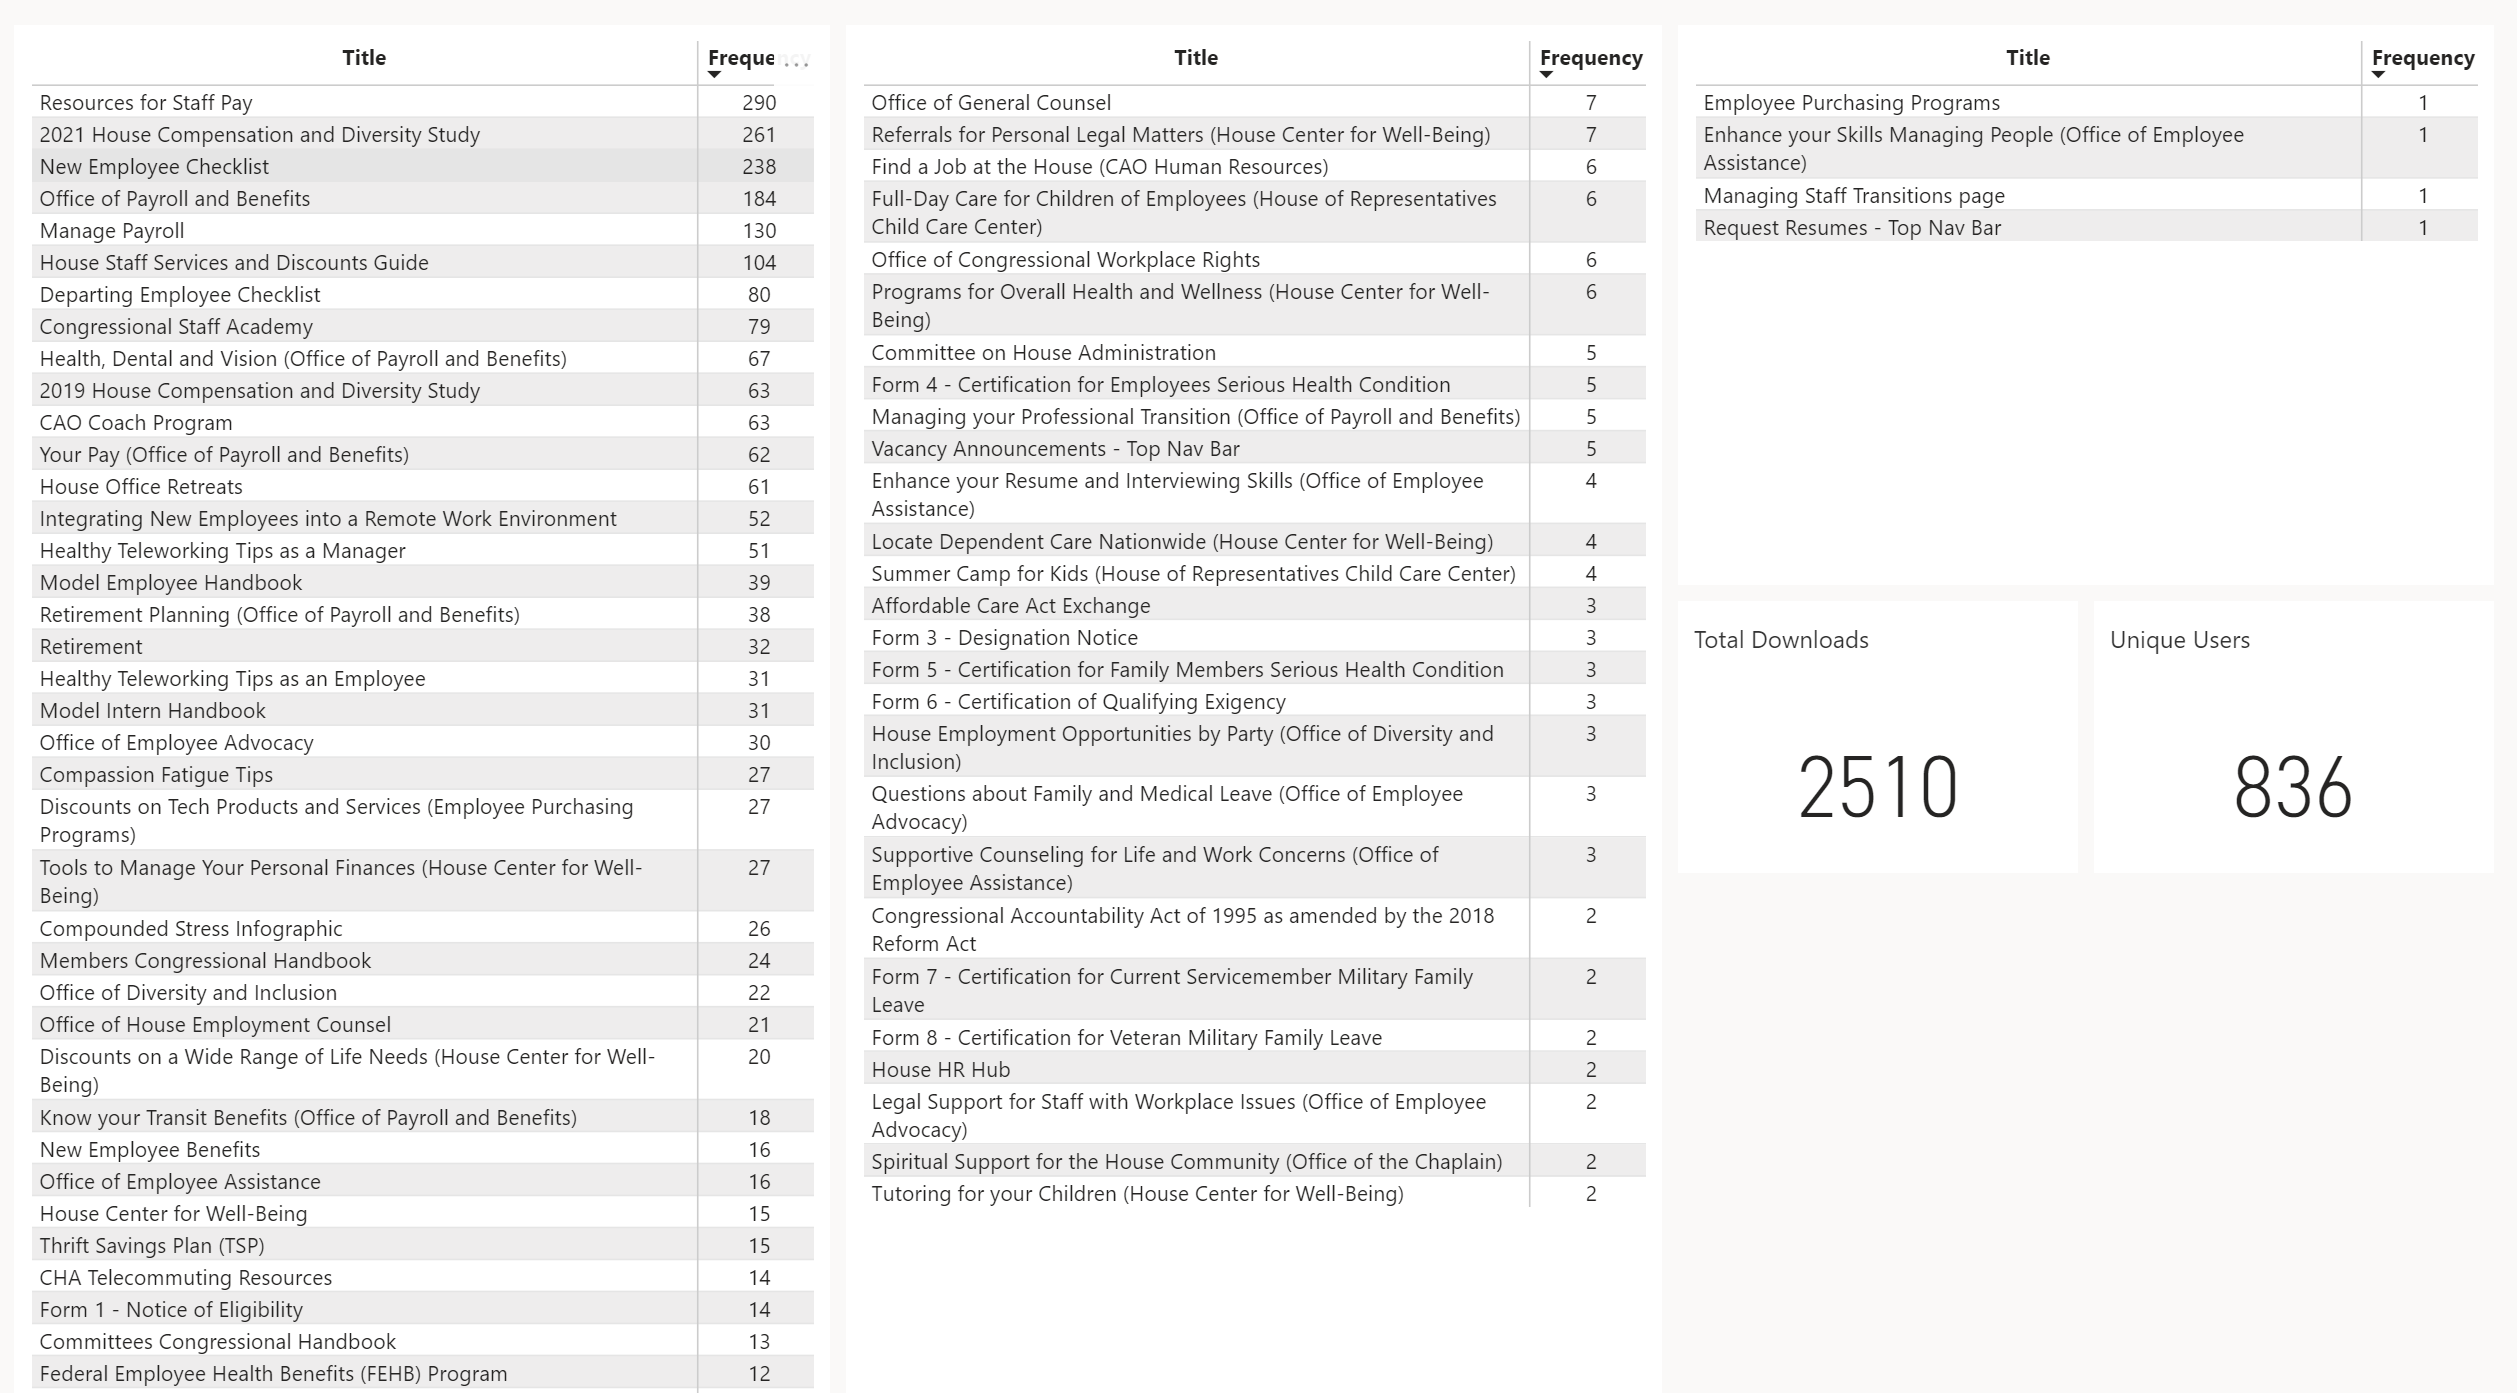 Title Freque...
Resources for Staff Pay 290
2021 House Compensation and Diversity Study 261
New Employee Checklist 238
Office of Payroll and Benefits 184
Manage Payroll 130
House Staff Services and Discounts Guide 104
Departing Employee Checklist 80
Congressional Staff Academy 79
Health, Dental and Vision (Office of Payroll and Benefits) 67
2019 House Compensation and Diversity Study 63
CAO Coach Program 63
Your Pay (Office of Payroll and Benefits) 62
House Office Retreats 61
Integrating New Employees into a Remote Work Environment 52
Healthy Teleworking Tips as a Manager 51
Model Employee Handbook 39
Retirement Planning (Office of Payroll and Benefits) 38
Retirement 32
Healthy Teleworking Tips as an Employee 31
Model Intern Handbook 31
Office of Employee Advocacy 30
Compassion Fatigue Tips 27
Discounts on Tech Products and Services (Employee Purchasing 27
Programs)
Tools to Manage Your Personal Finances (House Center for Well- 27
Being)
Compounded Stress Infographic 26
Members Congressional Handbook 24
Office of Diversity and Inclusion 22
Office of House Employment Counsel 21
Discounts on a Wide Range of Life Needs (House Center for Well- 20
Being)
Know your Transit Benefits (Office of Payroll and Benefits) 18
New Employee Benefits 16
Office of Employee Assistance 16
House Center for Well-Being 15
Thrift Savings Plan (TSP) 15
CHA Telecommuting Resources 14
Form 1 - Notice of Eligibility 14
Committees Congressional Handbook 13
Federal Employee Health Benefits (FEHB) Program 12
Title Frequency
Office of General Counsel 7
Referrals for Personal Legal Matters (House Center for Well-Being) 7
Find a Job at the House (CAO Human Resources) 6
Full-Day Care for Children of Employees (House of Representatives 6
Child Care Center)
Office of Congressional Workplace Rights 6
Programs for Overall Health and Wellness (House Center for Well- 6
Being)
Committee on House Administration 5
Form 4 - Certification for Employees Serious Health Condition 5
Managing your Professional Transition (Office of Payroll and Benefits) 5
Vacancy Announcements - Top Nav Bar 5
Enhance your Resume and Interviewing Skills (Office of Employee 4
Assistance)
Locate Dependent Care Nationwide (House Center for Well-Being) 4
Summer Camp for Kids (House of Representatives Child Care Center) 4
Affordable Care Act Exchange 3
Form 3 - Designation Notice 3
Form 5 - Certification for Family Members Serious Health Condition 3
Form 6 - Certification of Qualifying Exigency 3
House Employment Opportunities by Party (Office of Diversity and 3
Inclusion)
Questions about Family and Medical Leave (Office of Employee 3
Advocacy)
Supportive Counseling for Life and Work Concerns (Office of 3
Employee Assistance)
Congressional Accountability Act of 1995 as amended by the 2018 2
Reform Act
Form 7 - Certification for Current Servicemember Military Family 2
Leave
Form 8 - Certification for Veteran Military Family Leave 2
House HR Hub 2
Legal Support for Staff with Workplace Issues (Office of Employee 2
Advocacy)
Spiritual Support for the House Community (Office of the Chaplain) 2
Tutoring for your Children (House Center for Well-Being) 2
Title Frequency
Employee Purchasing Programs 1
Enhance your Skills Managing People (Office of Employee 1
Assistance)
Managing Staff Transitions page 1
Request Resumes - Top Nav Bar 1
Total Downloads
2510
Unique Users
836